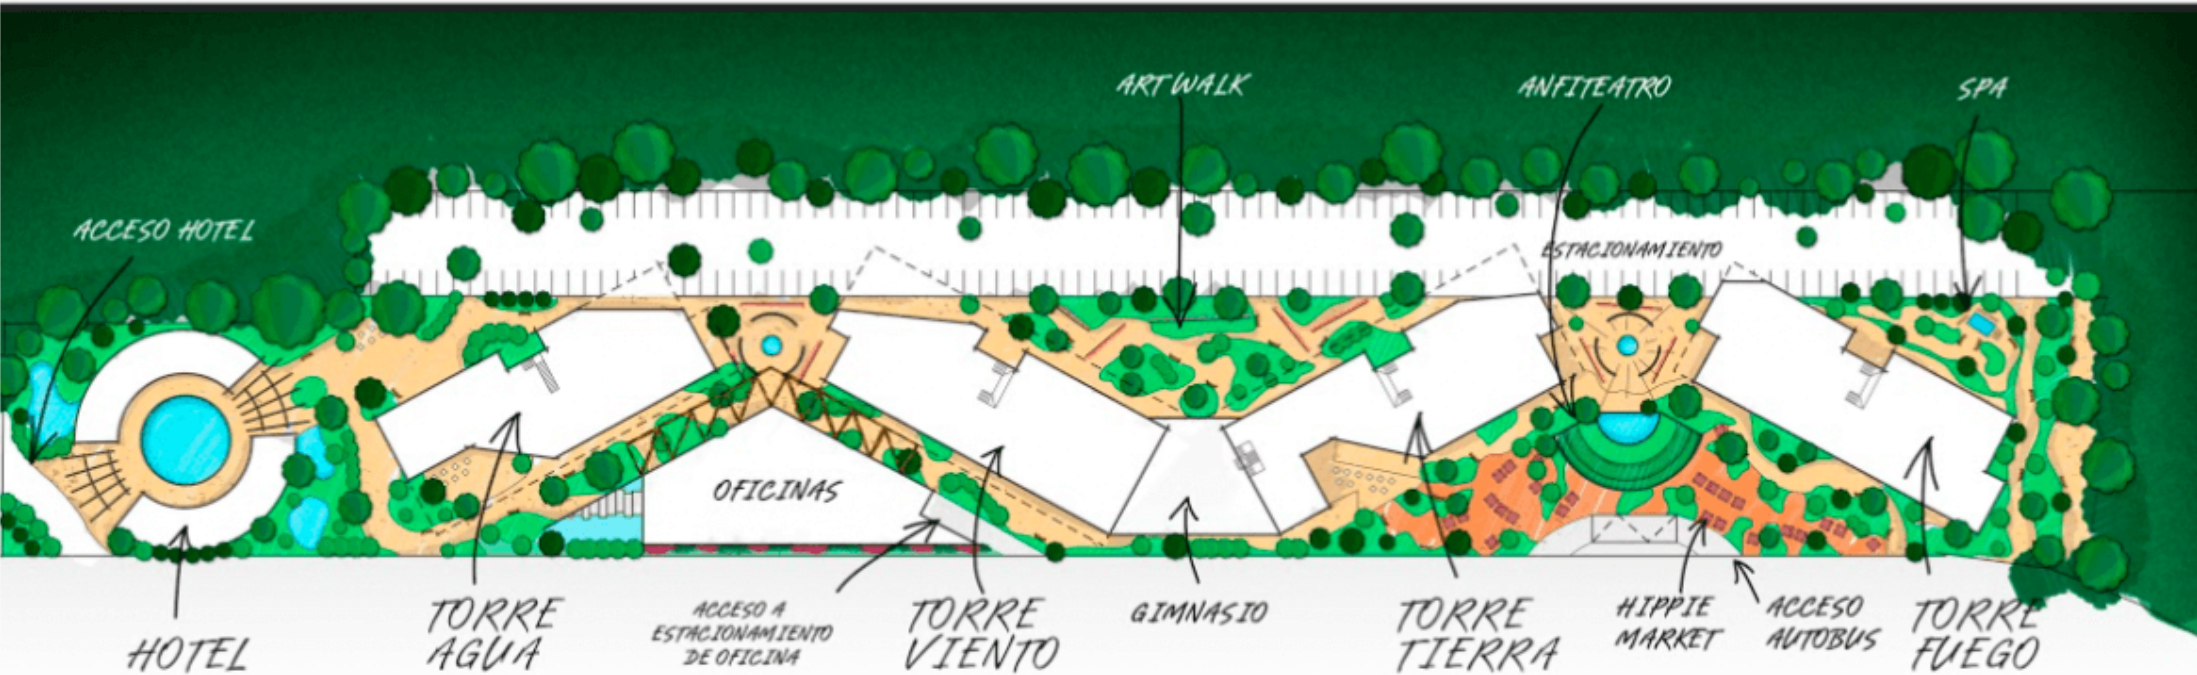 ART WALK
ANFITEATRO
SPA
ACCESO HOTEL
ESTACIONAMIENTO
OFICINAS
HOTEL
TORRE
AGUA
ACCESO A
ESTACIONAMIENTO
DE OFICINA
TORRE
VIENTO
GIMNASIO
TORRE
TIERRA
HIPPIE
MARKET
ACCESO
AUTOBUS
TORRE
FUEGO